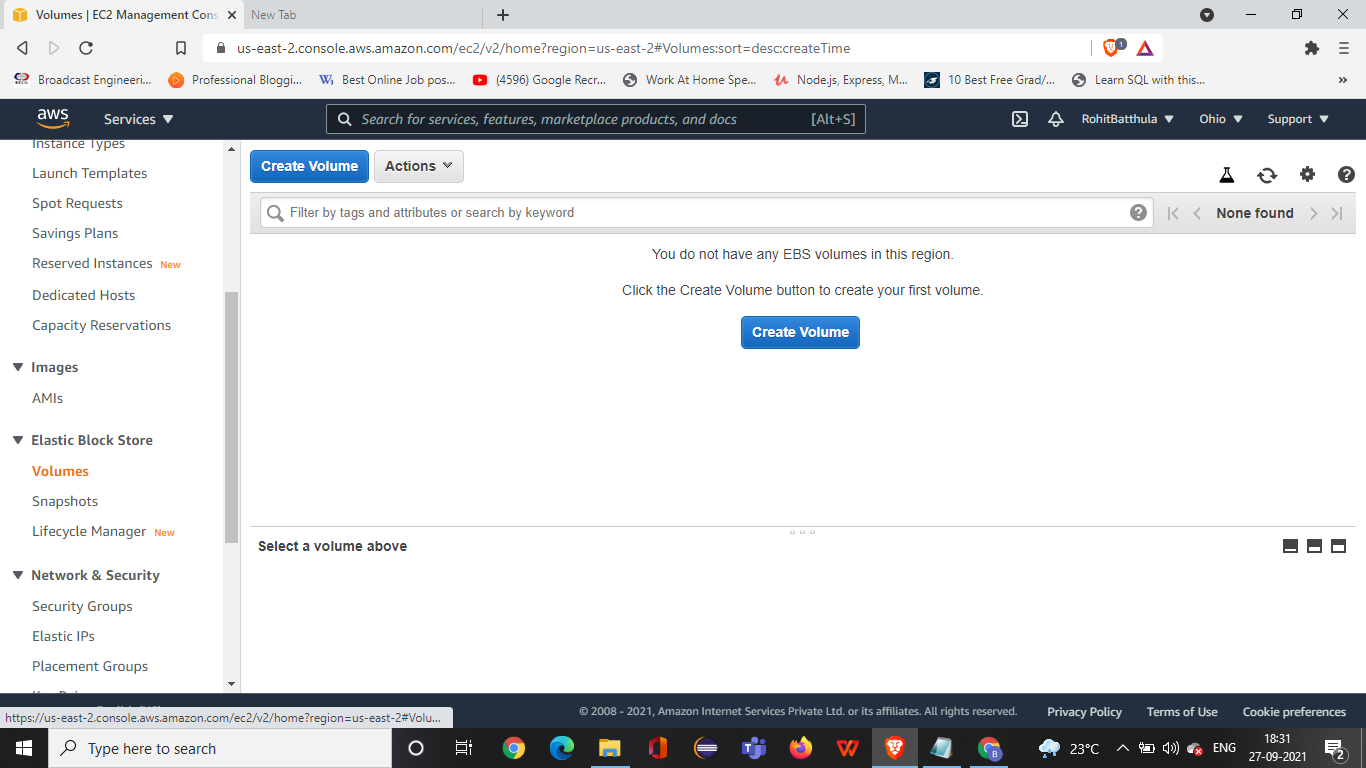 Volumes | EC2 Management Cons
New Tab
us-east-2.console.aws.amazon.com/ec2/v2/home?region=us-east-2#Volumes:sort=desc:createTime
1
Broadcast Engineeri...
Professional Bloggi...
Best Online Job pos...
(4596) Google Recr...
Work At Home Spe...
Node.js, Express, M...
10 Best Free Grad/...
Learn SQL with this...
aws
Services
Search for services, features, marketplace products, and docs
[Alt+S]
RohitBatthula
Ohio
Support
Instance Types
Launch Templates
Spot Requests
Savings Plans
Reserved Instances New
Dedicated Hosts
Capacity Reservations
Images
AMIs
Elastic Block Store
Volumes
Snapshots
Lifecycle Manager New
Network & Security
Security Groups
Elastic IPs
Placement Groups
Create Volume
Actions
Filter by tags and attributes or search by keyword
None found
You do not have any EBS volumes in this region.
Click the Create Volume button to create your first volume.
Create Volume
Select a volume above
https://us-east-2.console.aws.amazon.com/ec2/v2/home?region=us-east-2#Volu...
© 2008 - 2021, Amazon Internet Services Private Ltd. or its affiliates. All rights reserved.
Privacy Policy
Terms of Use
Cookie preferences
Type here to search
23°C
ENG
18:31
27-09-2021
2